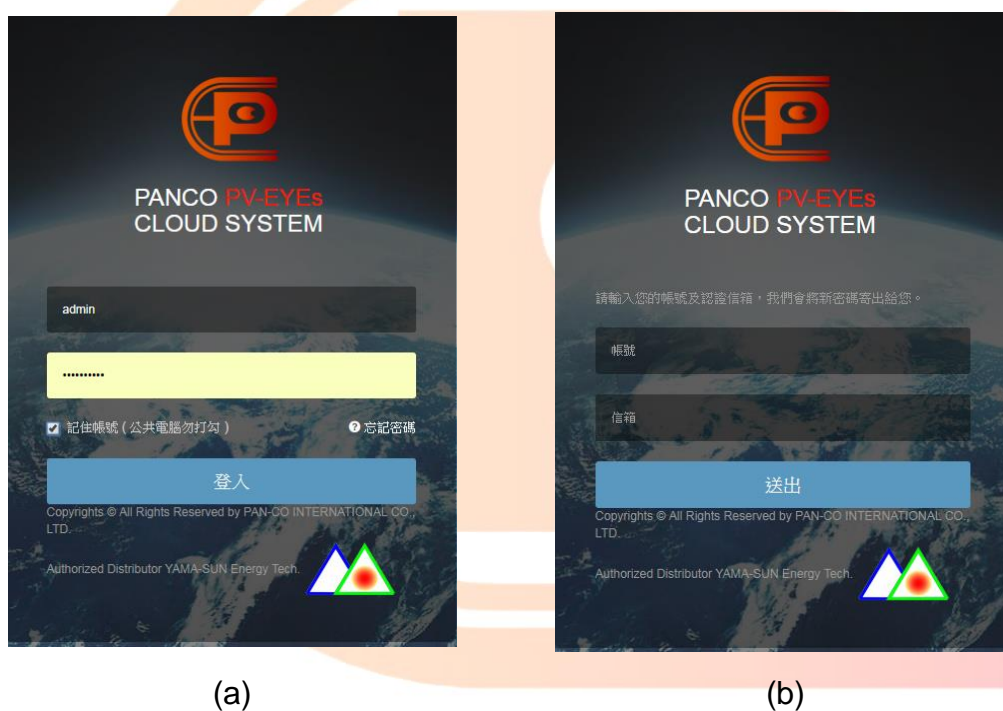 PANCO PV-EYEs
CLOUD SYSTEM
admin
••••••••••
記住帳號 ( 公共電腦勿打勾 )
忘記密碼
登入
Copyrights © All Rights Reserved by PAN-CO INTERNATIONAL CO.,
LTD.
Authorized Distributor YAMA-SUN Energy Tech.
(a)
PANCO PV-EYEs
CLOUD SYSTEM
請輸入您的帳號及認證信箱，我們會將新密碼寄出給您。
帳號
信箱
送出
Copyrights © All Rights Reserved by PAN-CO INTERNATIONAL CO.,
LTD.
Authorized Distributor YAMA-SUN Energy Tech.
(b)